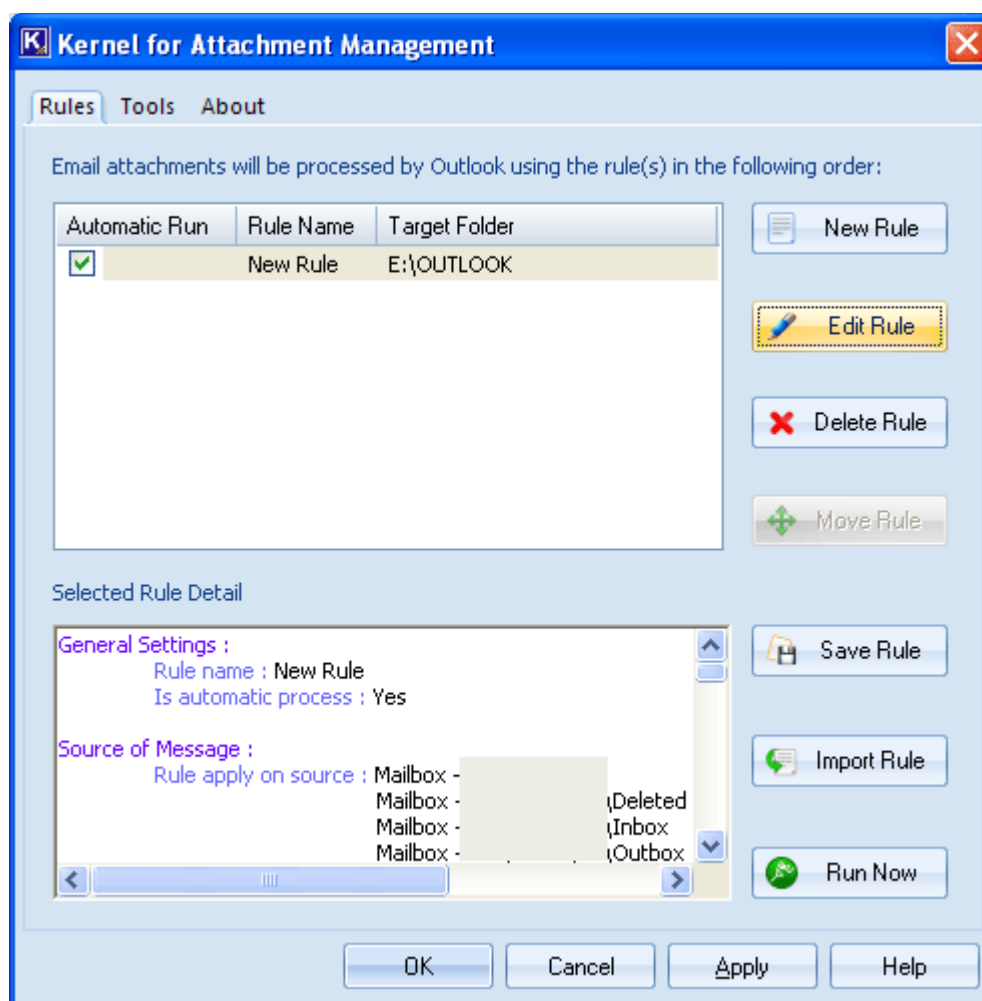 K Kernel for Attachment Management
Rules Tools About
Email attachments will be processed by Outlook using the rule(s) in the following order:
Automatic Run Rule Name Target Folder
New Rule E:\OUTLOOK
New Rule
Edit Rule
Delete Rule
Move Rule
Selected Rule Detail
General Settings :
Rule name : New Rule
Is automatic process : Yes
Source of Message :
Rule apply on source : Mailbox -
Mailbox - \Deleted
Mailbox - \Inbox
Mailbox - \Outbox
Save Rule
Import Rule
Run Now
OK Cancel Apply Help